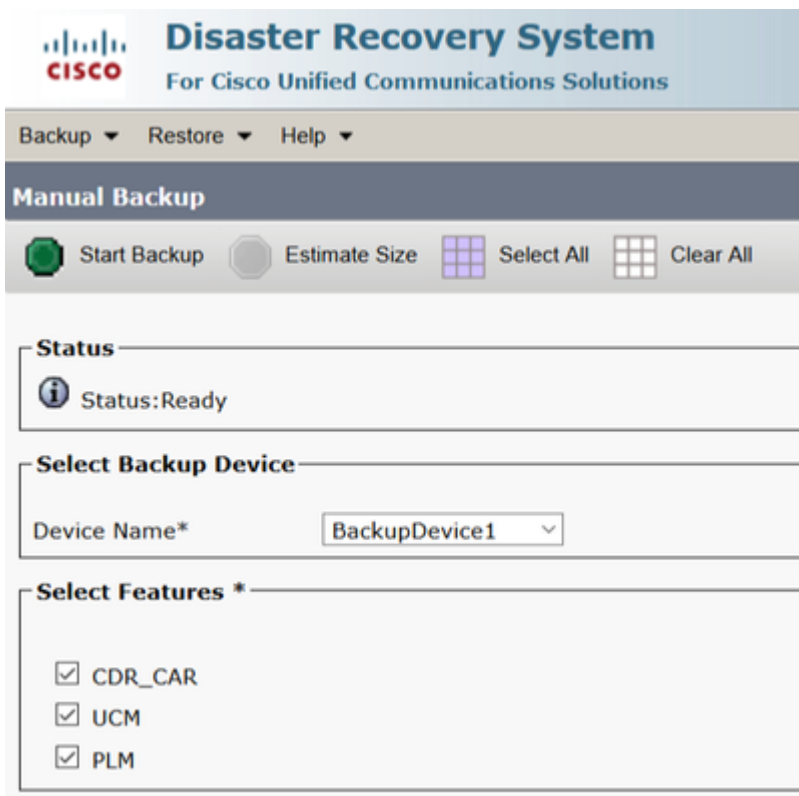 CISCO
Disaster Recovery System
For Cisco Unified Communications Solutions
Backup Restore Help
Manual Backup
Start Backup Estimate Size Select All Clear All
Status
Status:Ready
Select Backup Device
Device Name* BackupDevice1
Select Features *
CDR_CAR
UCM
PLM